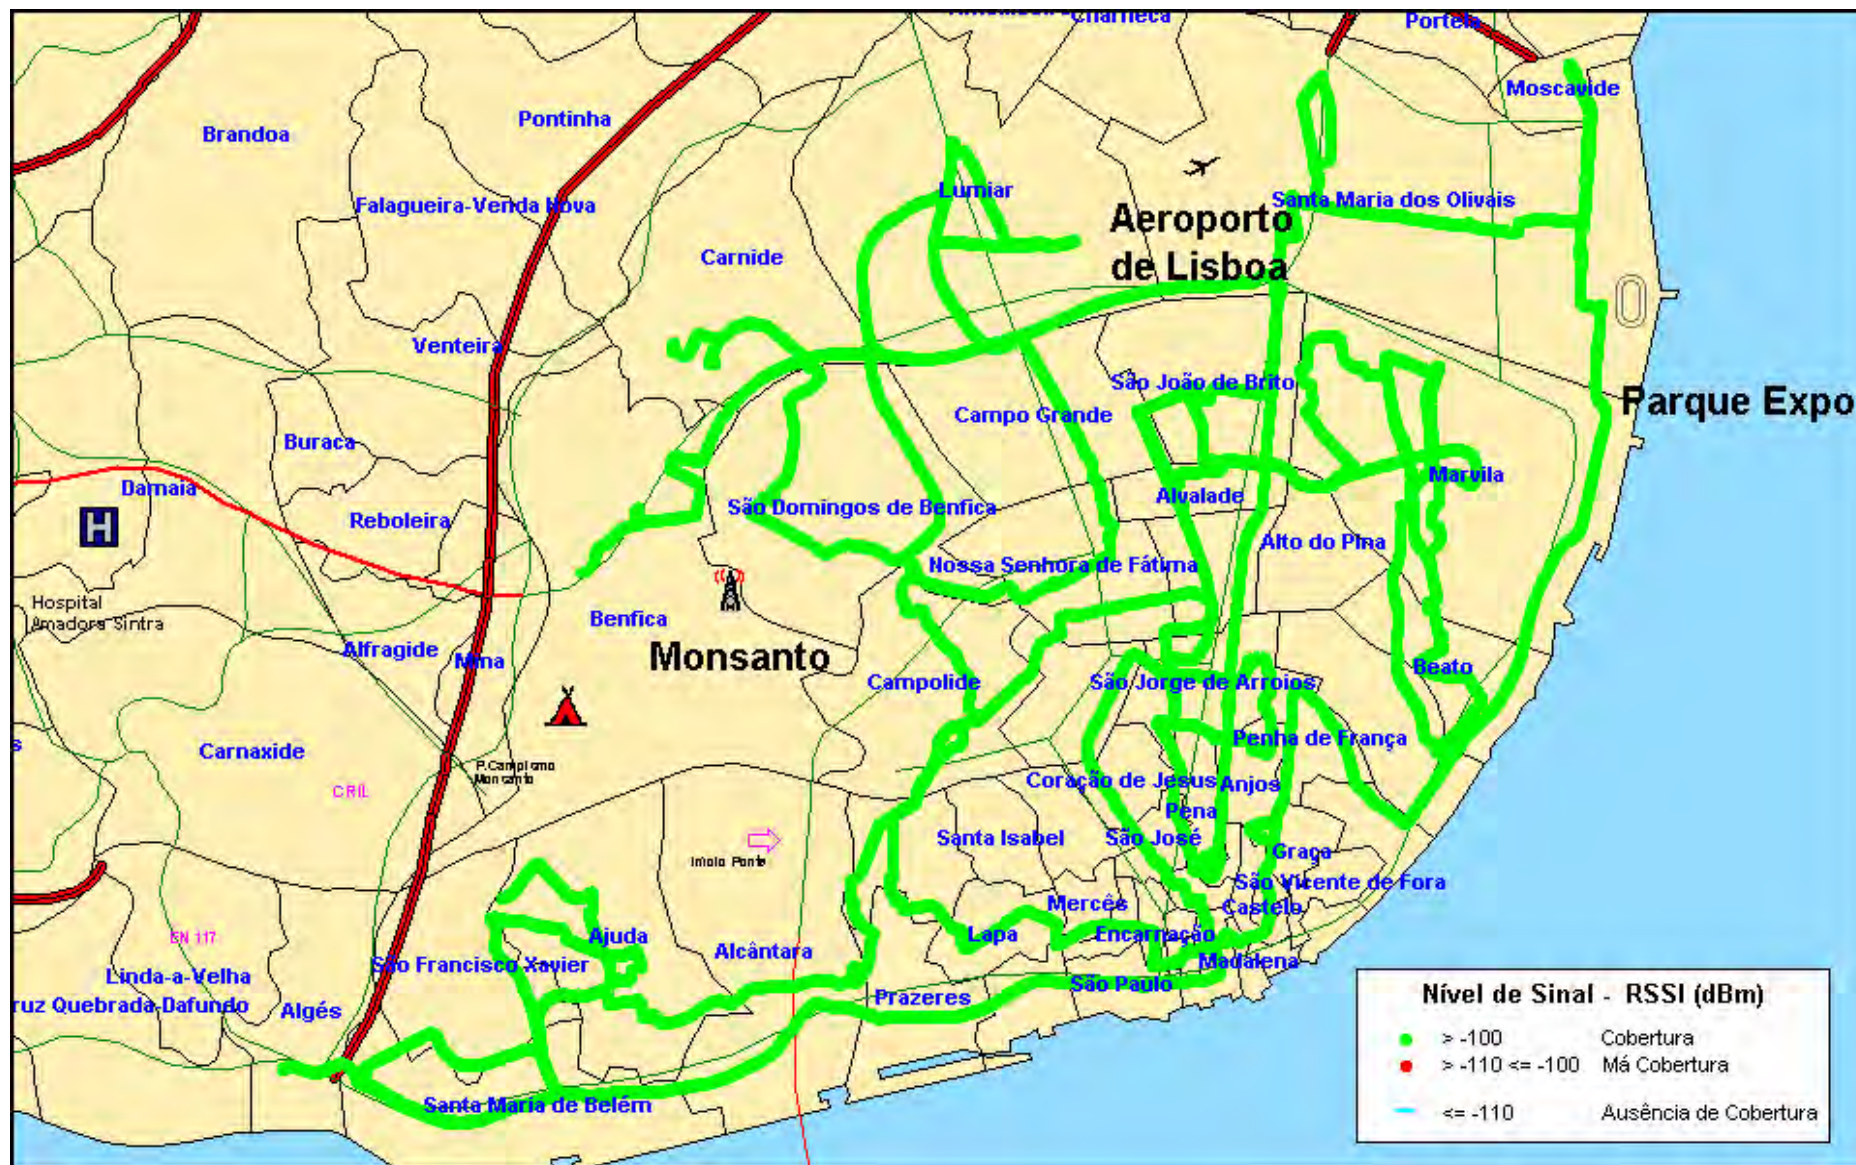 Charneca
Portela
Moscavide
Pontinha
Brandoa
Lumiar
Santa Maria dos Olivais
Falagueira-Venda Nova
Aeroporto
de Lisboa
Carnide
Venteira
São João de Brito
Parque Expo
Campo Grande
Buraca
Marvila
Damaia
Alvalade
São Domingos de Benfica
Reboleira
H
Alto do Pina
Nossa Senhora de Fátima
Hospital
Amadora Sintra
Benfica
Alfragide
Mina
Monsanto
Beato
Campolide
São Jorge de Arroios
Penha de França
Carnaxide
P.Campismo
Monsanto
Coração de Jesus
Anjos
CRIL
Pena
Santa Isabel
São José
Graça
Inicio Ponte
São Vicente de Fora
Mercês
Castelo
EN 117
Ajuda
Lapa
Encarnação
Alcântara
São Francisco Xavier
Madalena
Linda-a-Velha
São Paulo
Prazeres
ruz Quebrada-Dafundo
Algés
Santa Maria de Belém
Nível de Sinal - RSSI (dBm)
> -100 Cobertura
> -110 <= -100 Má Cobertura
<= -110 Ausência de Cobertura